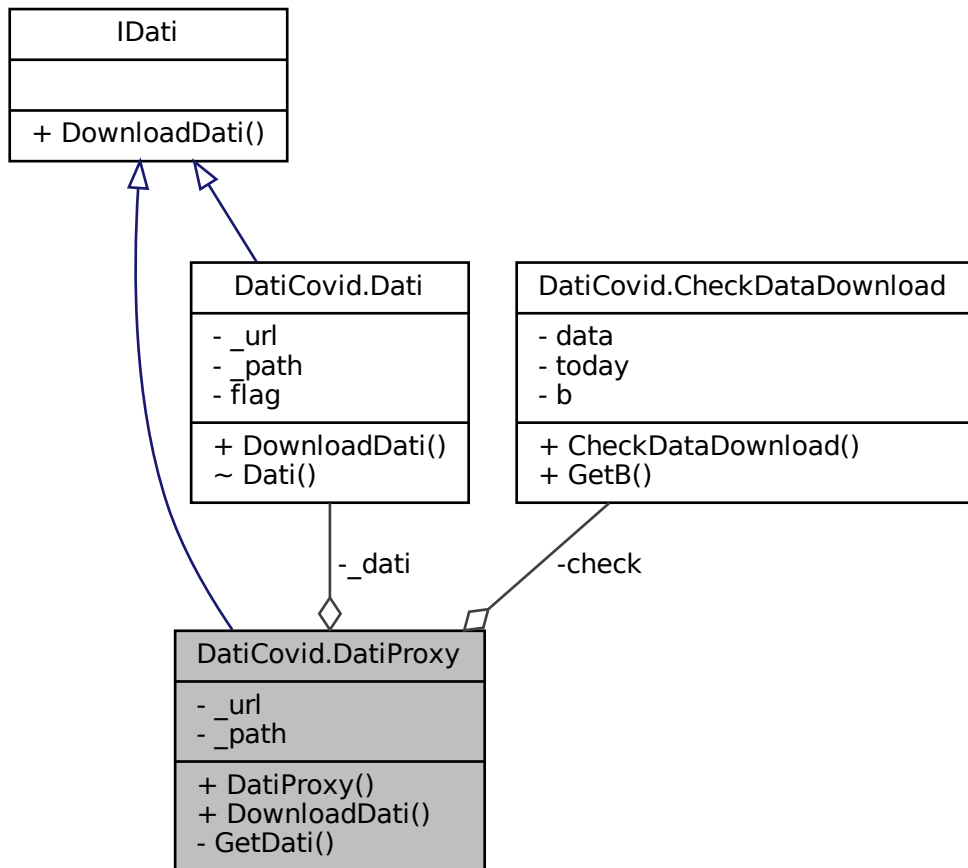 IDati
+ DownloadDati()
DatiCovid.Dati
- _url
- _path
- flag
+ DownloadDati()
~ Dati()
DatiCovid.CheckDataDownload
- data
- today
- b
+ CheckDataDownload()
+ GetB()
-_dati
-check
DatiCovid.DatiProxy
- _url
- _path
+ DatiProxy()
+ DownloadDati()
- GetDati()